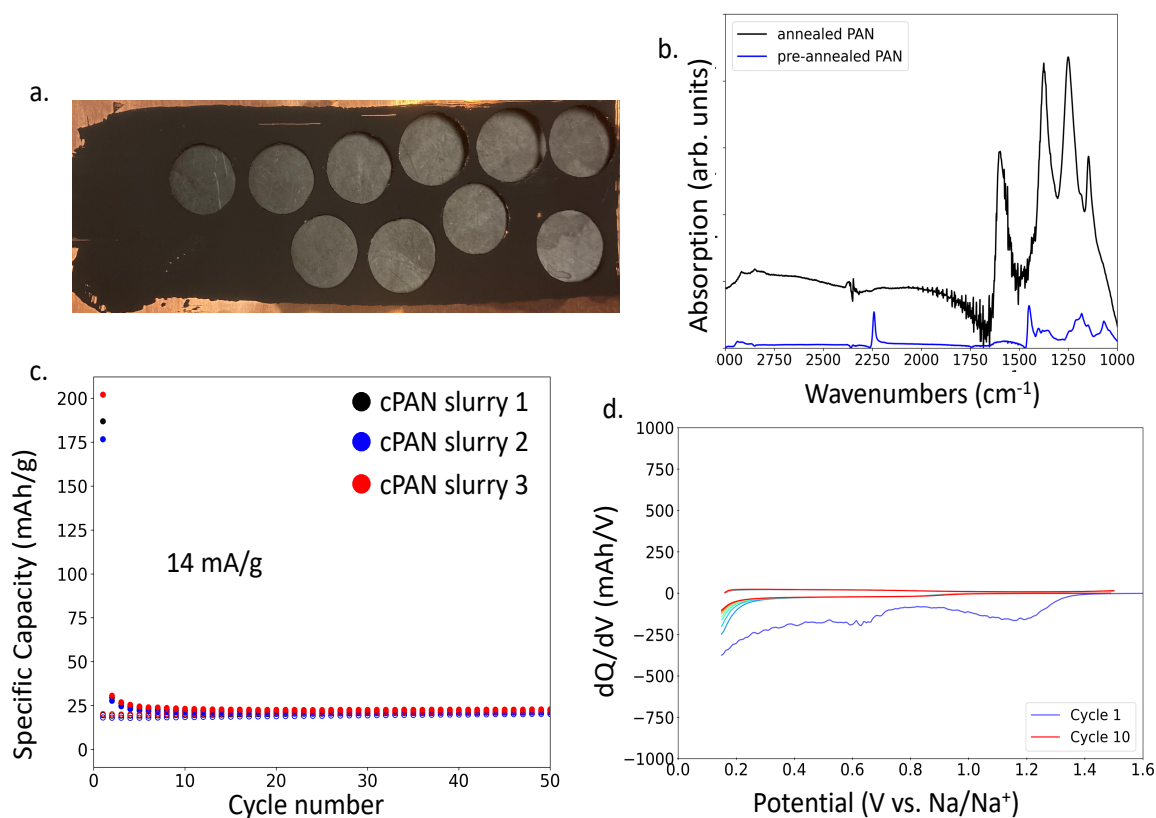 a.
b.
annealed PAN
pre-annealed PAN
Absorption (arb. units)
000 2750 2500 2250 2000 1750 1500 1250 1000
Wavenumbers (cm⁻¹)
c.
200
175
150
125
100
75
50
25
0
Specific Capacity (mAh/g)
cPAN slurry 1
cPAN slurry 2
cPAN slurry 3
14 mA/g
0 10 20 30 40 50
Cycle number
d.
1000
750
500
250
0
−250
−500
−750
−1000
dQ/dV (mAh/V)
Cycle 1
Cycle 10
0.0 0.2 0.4 0.6 0.8 1.0 1.2 1.4 1.6
Potential (V vs. Na/Na⁺)